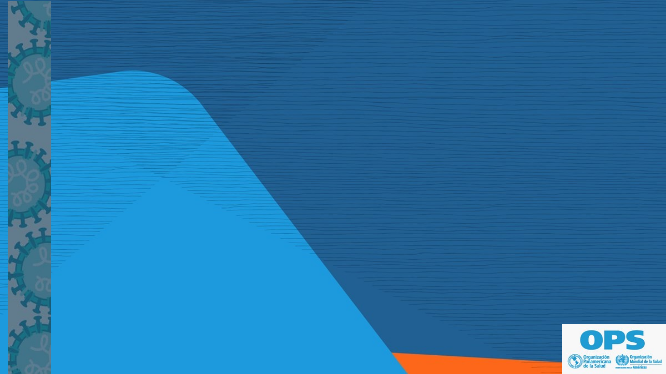 OPS
Organización
Panamericana
de la Salud
Organización
Mundial de la Salud